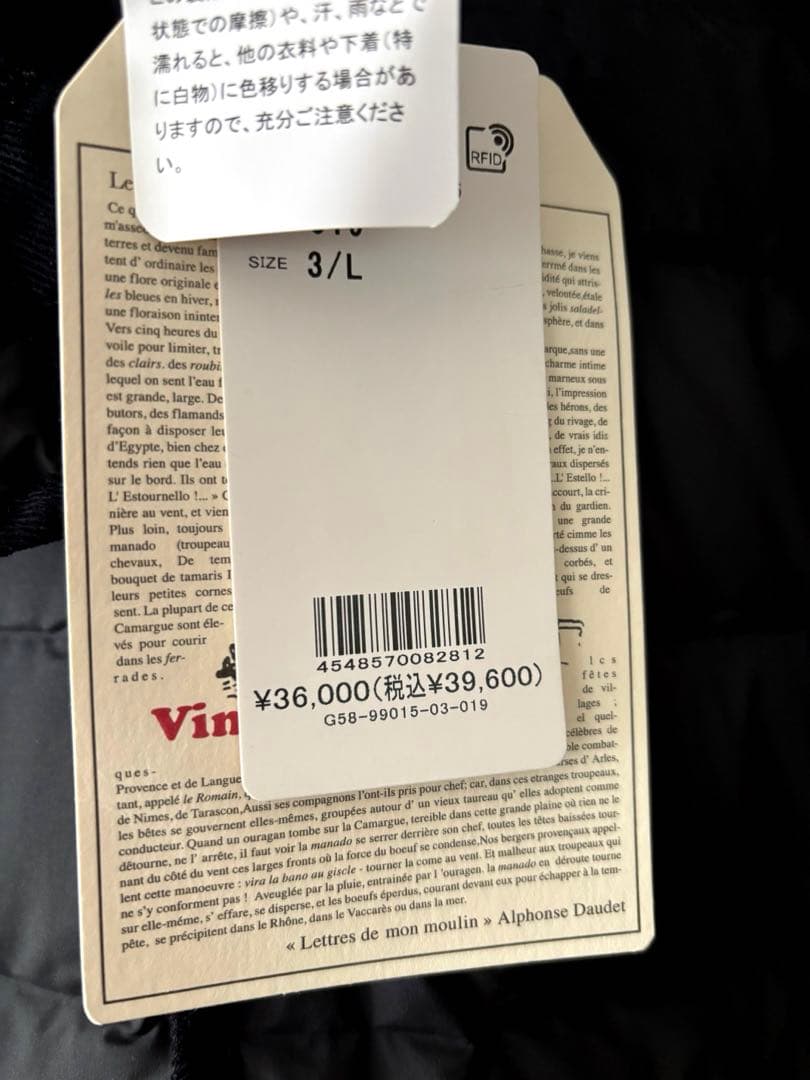 状態での摩擦)や、汗、雨などで
濡れると、他の衣料や下着(特
に白物)に色移りする場合があ
りますので、充分ご注意くださ
い。
RFID
SIZE 3/L
4548570082812
¥36,000(税込¥39,600)
G58-99015-03-019
Le
Ce q
m'asse
terres et devenu fam
tent d' ordinaire les
une flore originale
les bleues en hiver,
une floraison ininter
Vers cinq heures du
voile pour limiter, tr
des clairs. des roubi
lequel on sent l'eau
est grande, large. De
butors, des flamands
façon à disposer leu
d'Egypte, bien chez
tends rien que l'eau
sur le bord. Ils ont
L' Estournello !... »
nière au vent, et vien
Plus loin, toujours
manado (troupeau
chevaux, De tem
bouquet de tamaris
leurs petites cornes
sent. La plupart de ce
Camargue sont éle-
vés pour courir
dans les fer-
rades.
hasse, je viens
errmé dans les
idité qui attris-
, veloutée,étale
s jolis saladel-
sphère, et dans
arque,sans une
charme intime
marneux sous
i, l'impression
les hérons, des
du rivage, de
, de vrais idiz
effet, je n'en-
aux dispersés
L' Estello !...
ccourt, la cri-
du gardien.
une grande
rté cimme les
-dessus d' un
corbés, et
qui se dres-
eufs de
les
fêtes
de vil-
lages ;
el quel-
célèbres de
ble combat-
rses d' Arles,
Vin
ques-
Provence et de Langue
tant, appelé le Romain,
de Nimes, de Tarascon,Aussi ses compagnons l'ont-ils pris pour chef; car, dans ces etranges troupeaux,
les bêtes se gouvernent elles-mêmes, groupées autour d' un vieux taureau qu' elles adoptent comme
conducteur. Quand un ouragan tombe sur la Camargue, tereible dans cette grande plaine où rien ne le
détourne, ne l' arrête, il faut voir la manado se serrer derrière son chef, toutes les têtes baissées tour-
nant du côté du vent ces larges fronts où la force du boeuf se condense,Nos bergers provençaux appel-
lent cette manoeuvre : vira la bano au giscle - tourner la come au vent. Et malheur aux troupeaux qui
ne s'y conforment pas ! Aveuglée par la pluie, entrainée par l 'ouragen. la manado en déroute tourne
sur elle-mémé, s' effare, se disperse, et les boeufs éperdus, courant devant eux pour échapper à la tem-
pête, se précipitent dans le Rhône, dans le Vaccarès ou dans la mer.
« Lettres de mon moulin » Alphonse Daudet